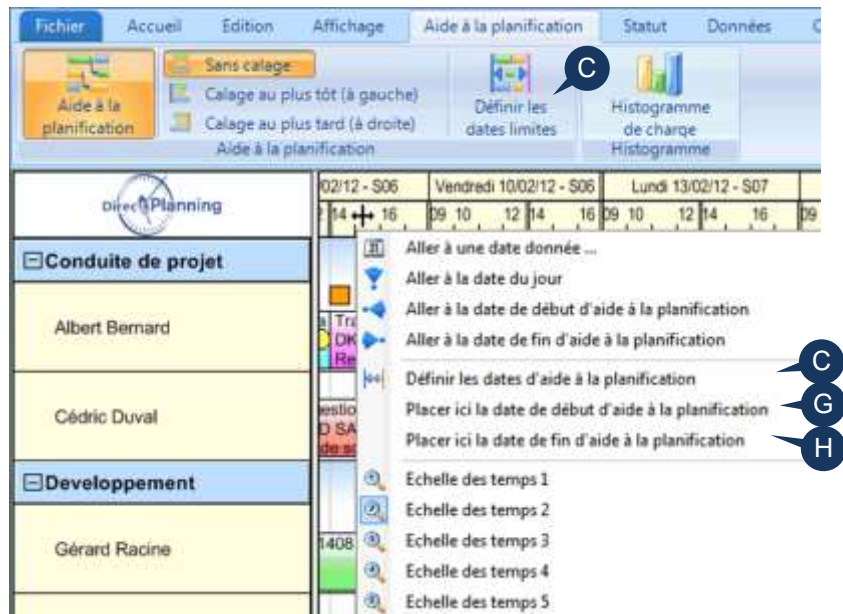 Fichier Accueil Edition Affichage Aide à la planification Statut Données
Sans calage
Calage au plus tôt (à gauche)
Calage au plus tard (à droite)
Aide à la planification
Définir les dates limites
C
Histogramme de charge
Aide à la planification
Histogramme
DirectPlanning
02/12 - S06 Vendredi 10/02/12 - S06 Lundi 13/02/12 - S07
14 16 09 10 12 14 16 09 10 12 14 16 09
Conduite de projet
Albert Bernard
Cédric Duval
Developpement
Gérard Racine
Tra
DK
Re
estio
D SA
de so
1408
Aller à une date donnée ...
Aller à la date du jour
Aller à la date de début d'aide à la planification
Aller à la date de fin d'aide à la planification
Définir les dates d'aide à la planification
C
Placer ici la date de début d'aide à la planification
G
Placer ici la date de fin d'aide à la planification
H
Echelle des temps 1
Echelle des temps 2
Echelle des temps 3
Echelle des temps 4
Echelle des temps 5